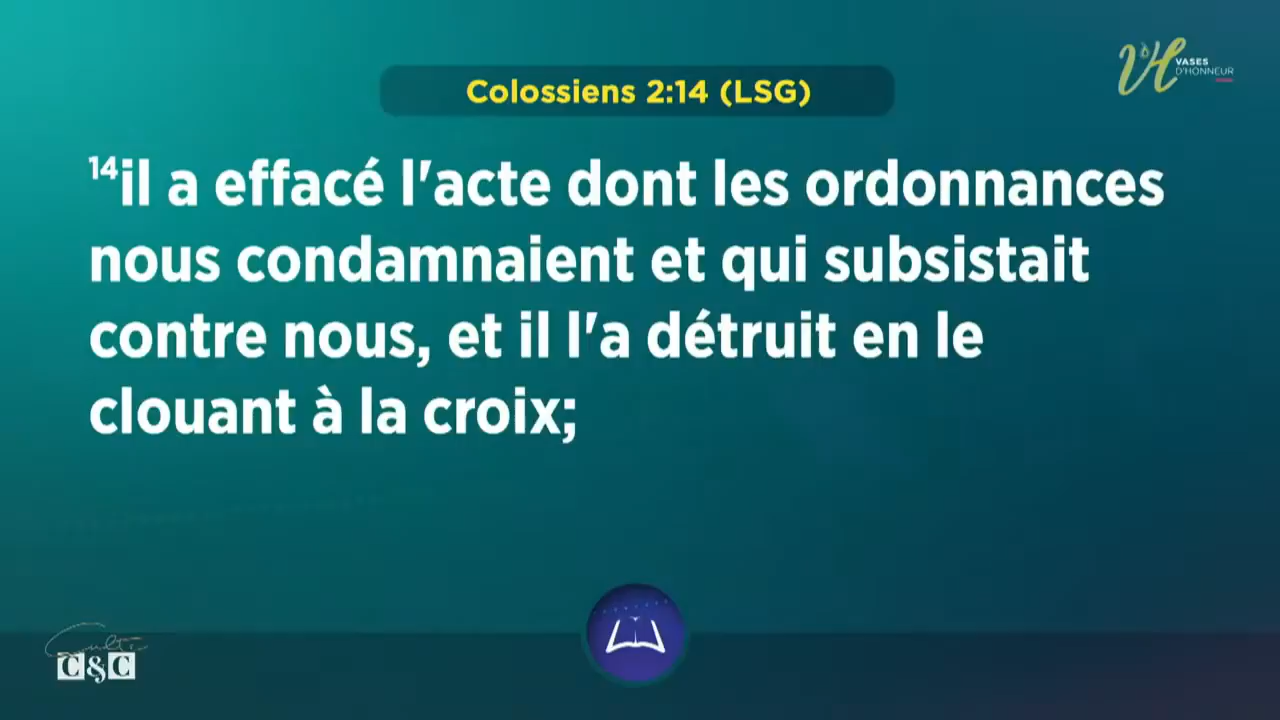 Colossiens 2:14 (LSG)
VASES
D'HONNEUR
14il a effacé l'acte dont les ordonnances
nous condamnaient et qui subsistait
contre nous, et il l'a détruit en le
clouant à la croix;
Culte
C&C